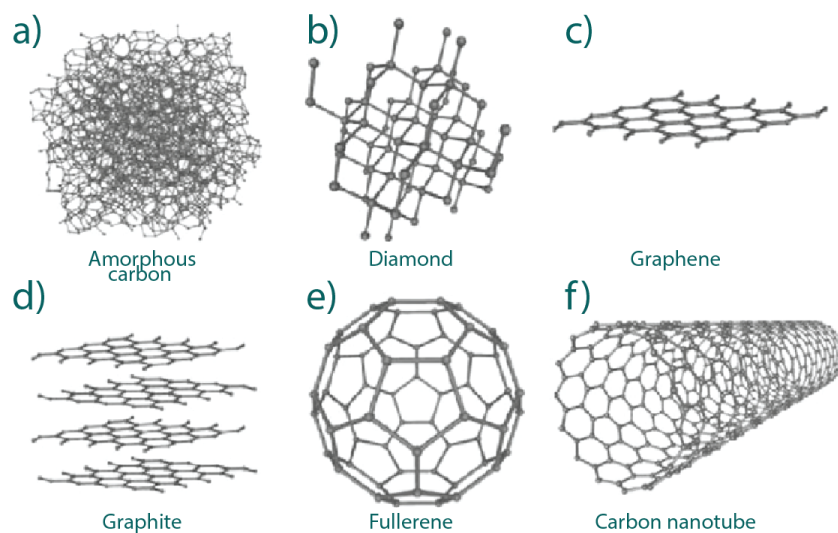 a)
b)
c)
Amorphous
carbon
Diamond
Graphene
d)
e)
f)
Graphite
Fullerene
Carbon nanotube